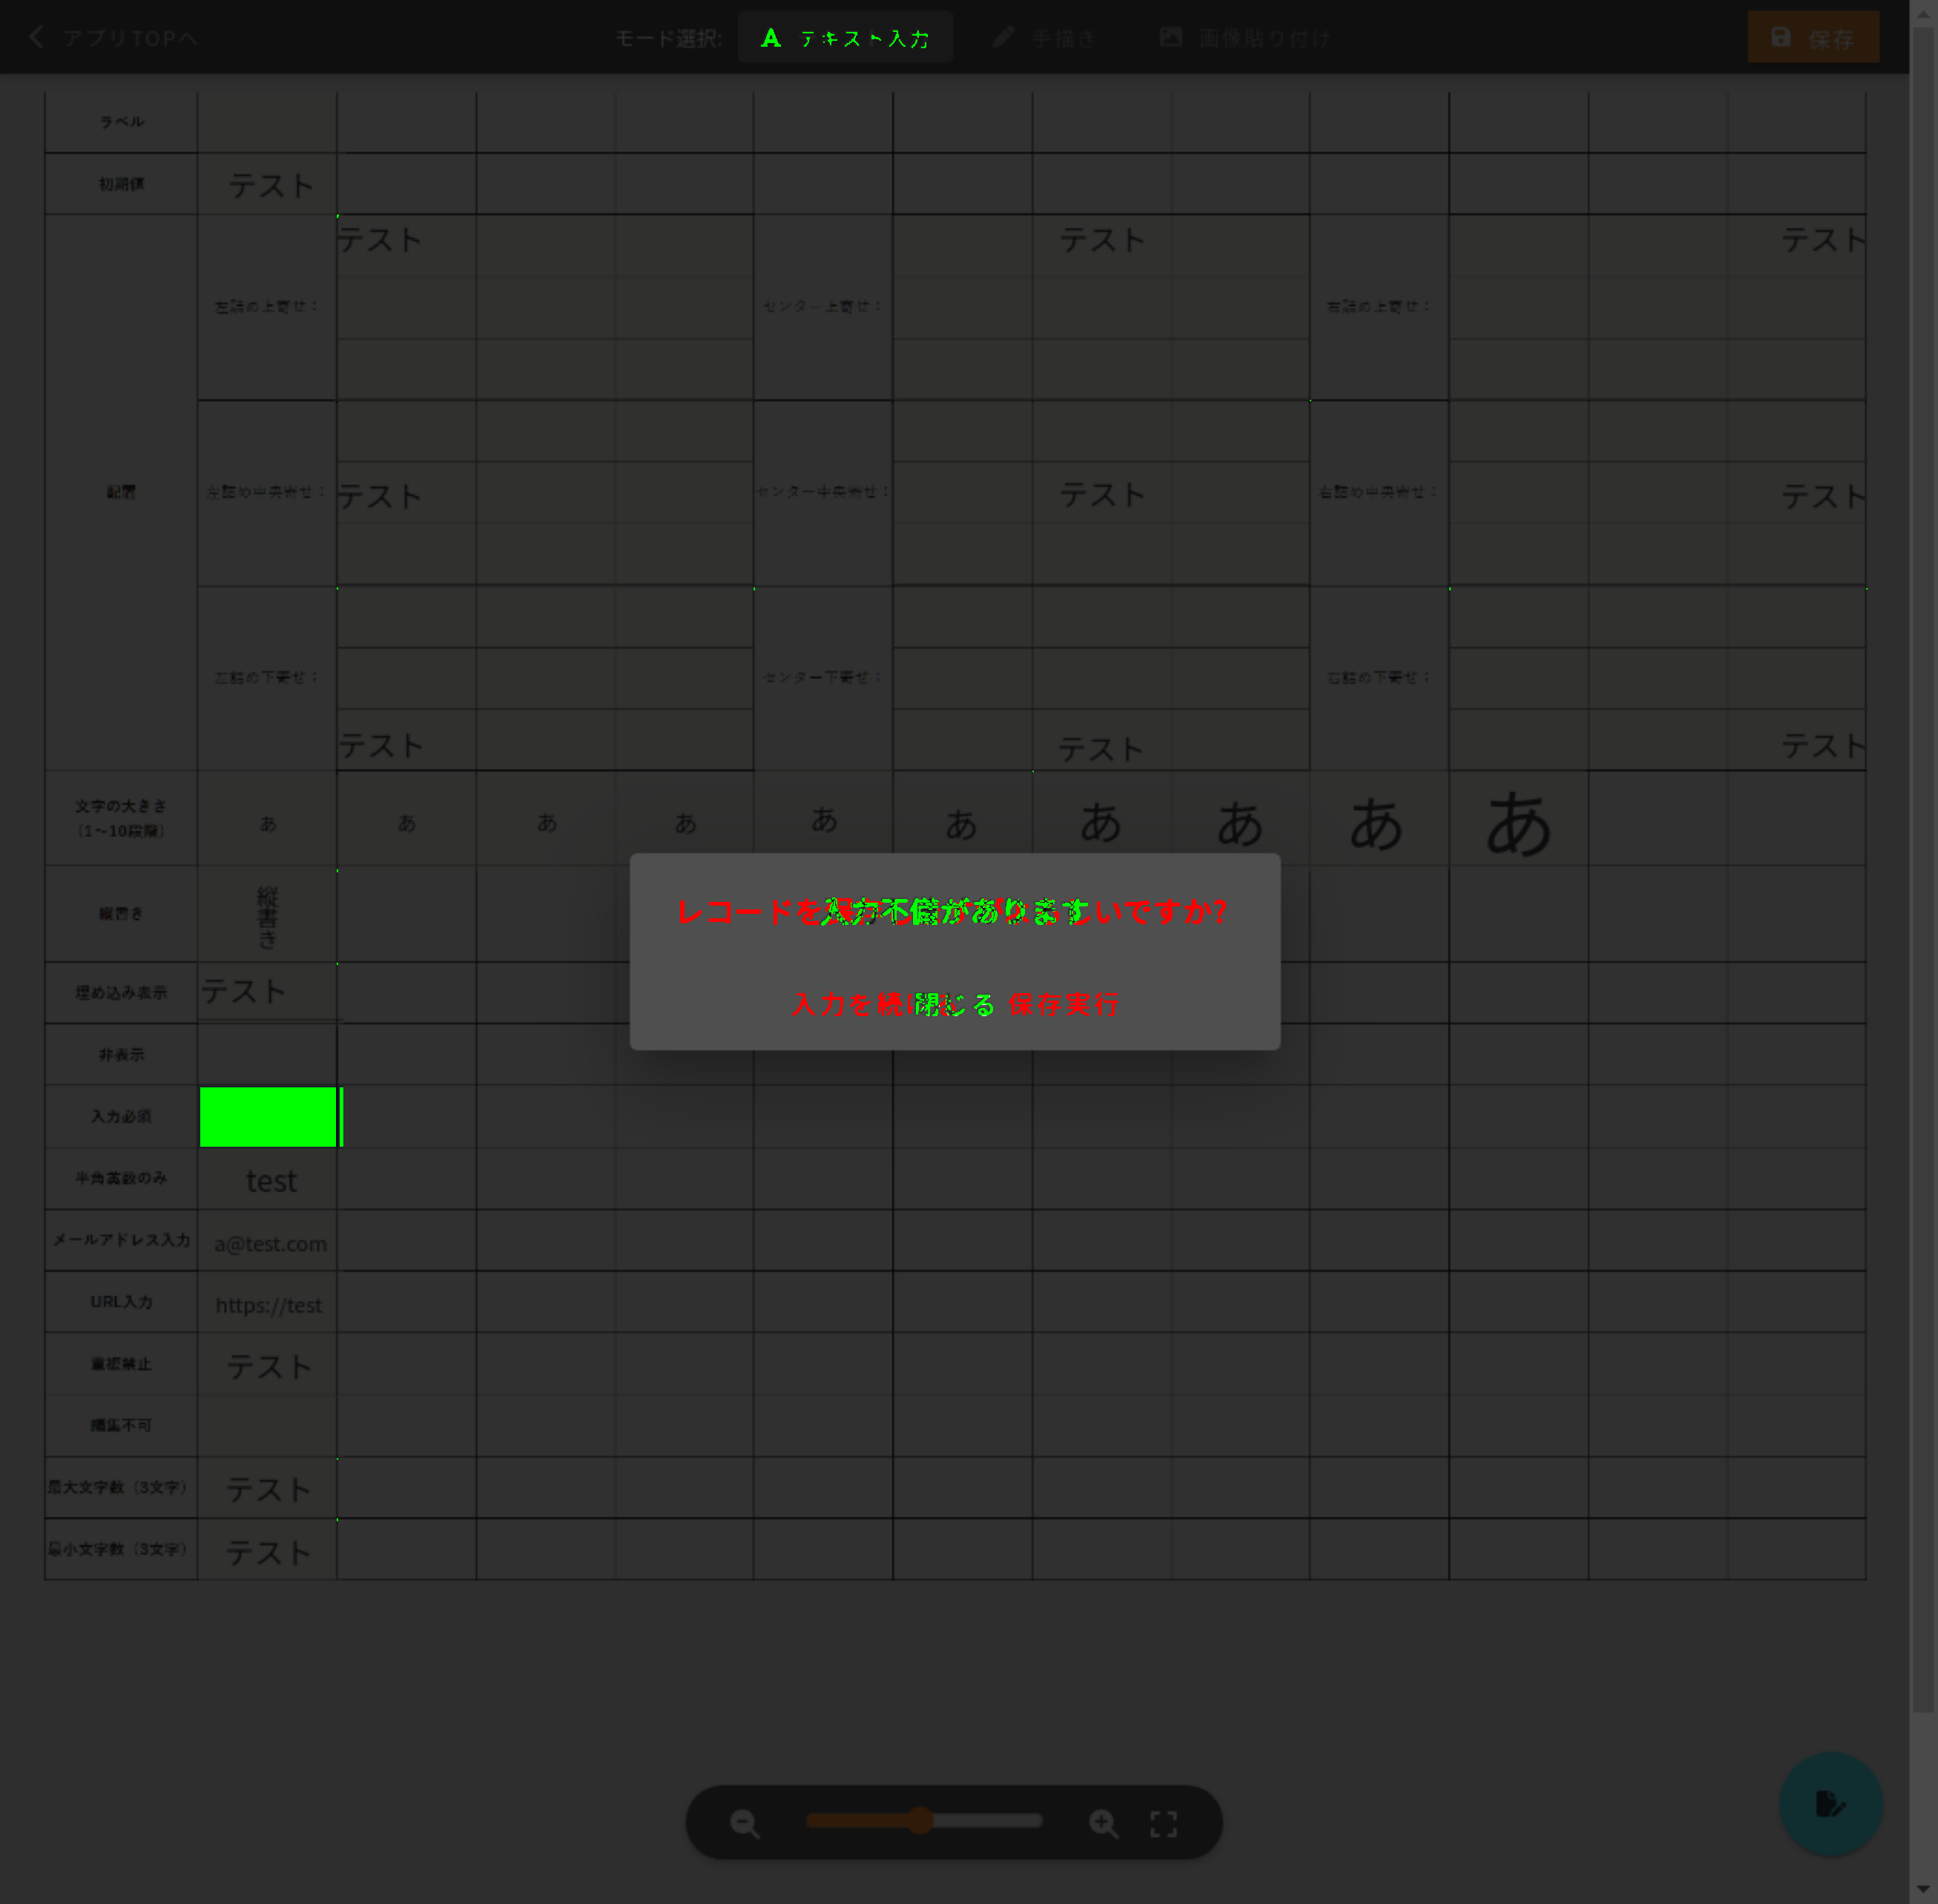 アプリTOPへ
モード選択:
A テキスト入力
手描き
画像貼り付け
保存
ラベル
初期値 テスト
テスト テスト テスト
左詰めの上寄せ： センター上寄せ： 右詰めの上寄せ：
配置 左詰め中央寄せ： テスト センター中央寄せ： テスト 右詰め中央寄せ： テスト
左詰め下寄せ： センター下寄せ： 右詰め下寄せ：
テスト テスト テスト
文字の大きさ
（1〜10段階）
あ あ あ あ あ あ あ あ あ あ
縦書き 縦書き
レコードを いですか?
入力不備があります
埋め込み表示 テスト
入力を続 保存実行
閉じる
非表示
入力必須
半角英数のみ test
メールアドレス入力 a@test.com
URL入力 https://test
重複禁止 テスト
編集不可
最大文字数（3文字） テスト
最小文字数（3文字） テスト